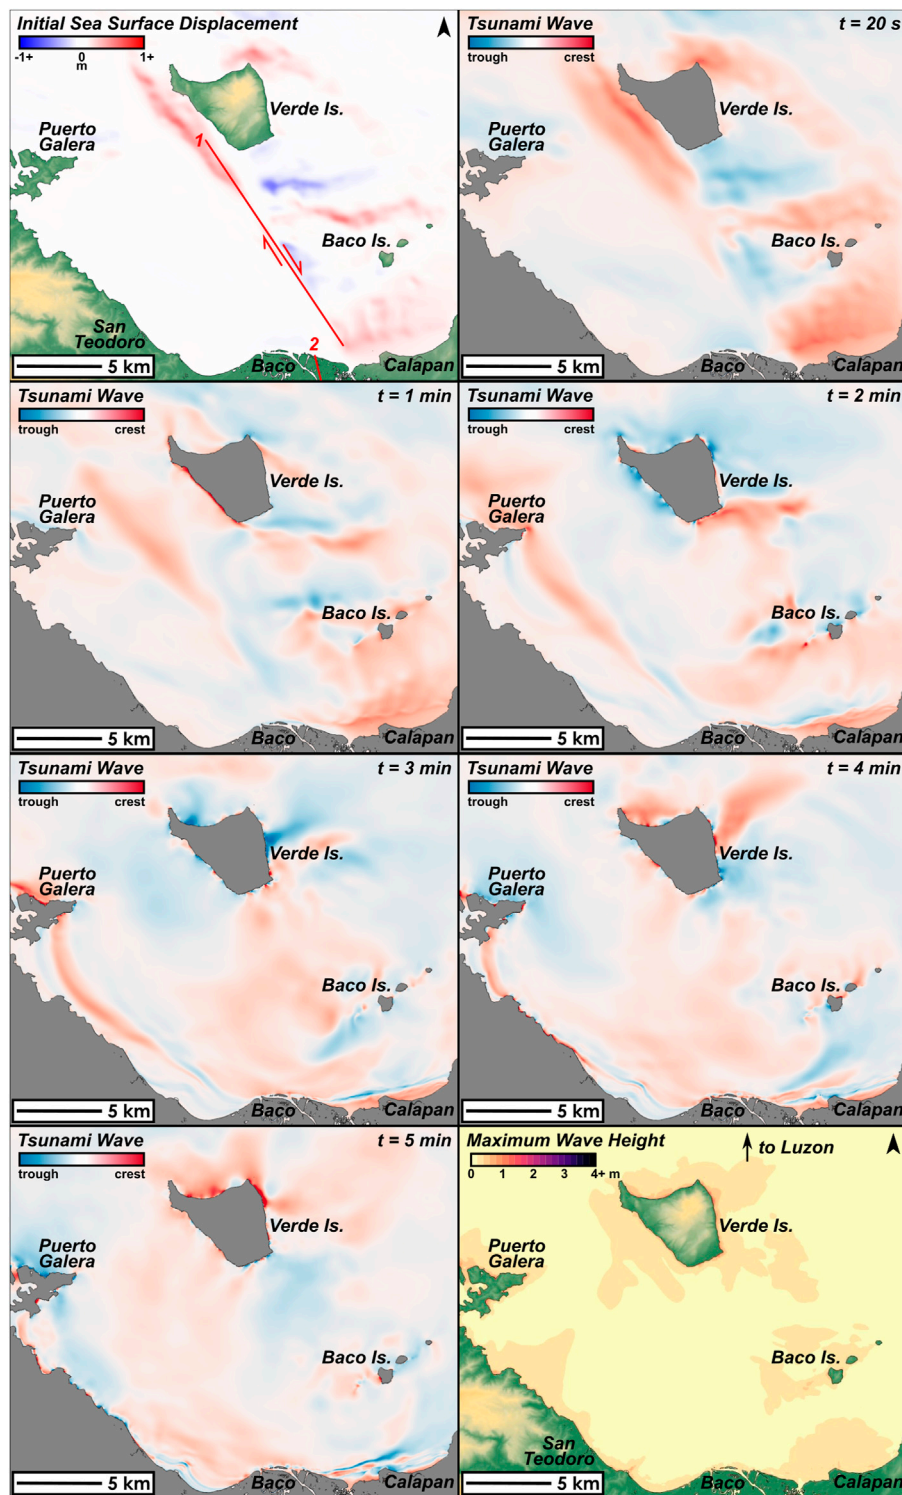 Initial Sea Surface Displacement
-1+ 0 1+
m
Verde Is.
Puerto
Galera
1
Baco Is.
San
Teodoro
2
5 km
Baco
Calapan
Tsunami Wave
t = 20 s
trough crest
Verde Is.
Puerto
Galera
Baco Is.
5 km
Baco
Calapan
Tsunami Wave
t = 1 min
trough crest
Verde Is.
Puerto
Galera
Baco Is.
5 km
Baco
Calapan
Tsunami Wave
t = 2 min
trough crest
Verde Is.
Puerto
Galera
Baco Is.
5 km
Baco
Calapan
Tsunami Wave
t = 3 min
trough crest
Verde Is.
Puerto
Galera
Baco Is.
5 km
Baco
Calapan
Tsunami Wave
t = 4 min
trough crest
Verde Is.
Puerto
Galera
Baco Is.
5 km
Baco
Calapan
Tsunami Wave
t = 5 min
trough crest
Verde Is.
Puerto
Galera
Baco Is.
5 km
Baco
Calapan
Maximum Wave Height
to Luzon
0 1 2 3 4+ m
Verde Is.
Puerto
Galera
Baco Is.
San
Teodoro
5 km
Baco
Calapan